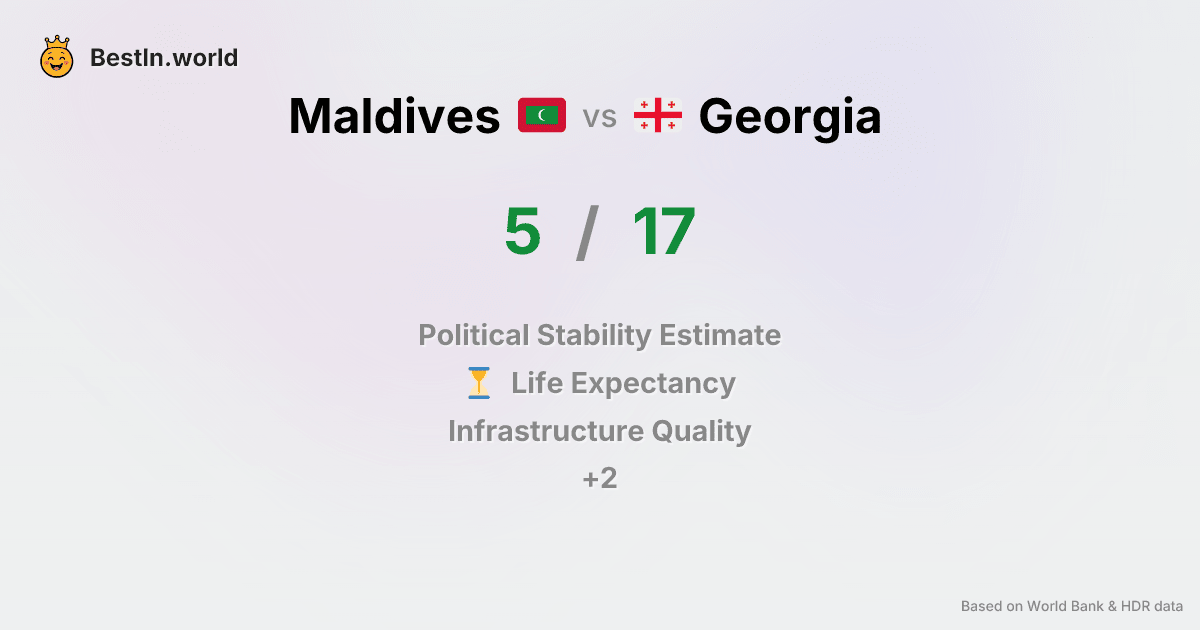 BestIn.world
Maldives vs Georgia
5 / 17
Political Stability Estimate
Life Expectancy
Infrastructure Quality
+2
Based on World Bank & HDR data